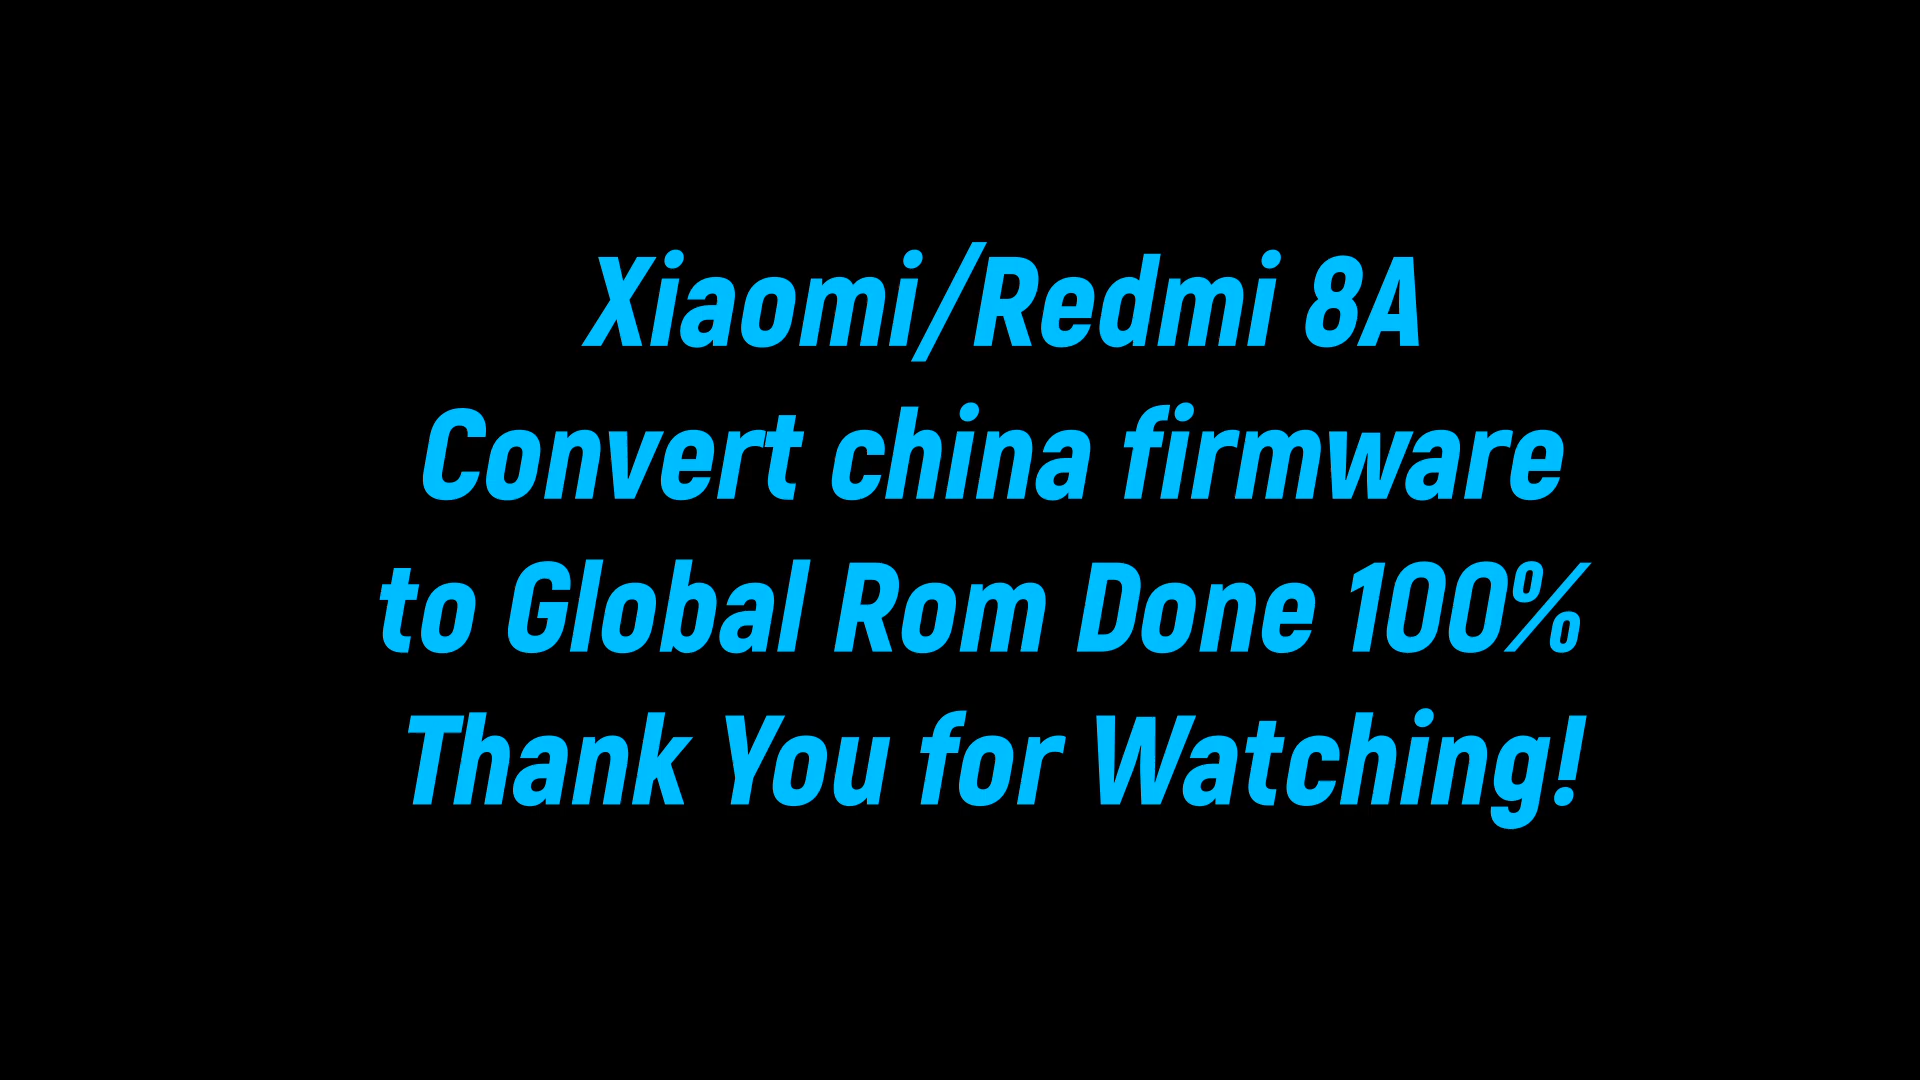 Xiaomi/Redmi 8A
Convert china firmware
to Global Rom Done 100%
Thank You for Watching!